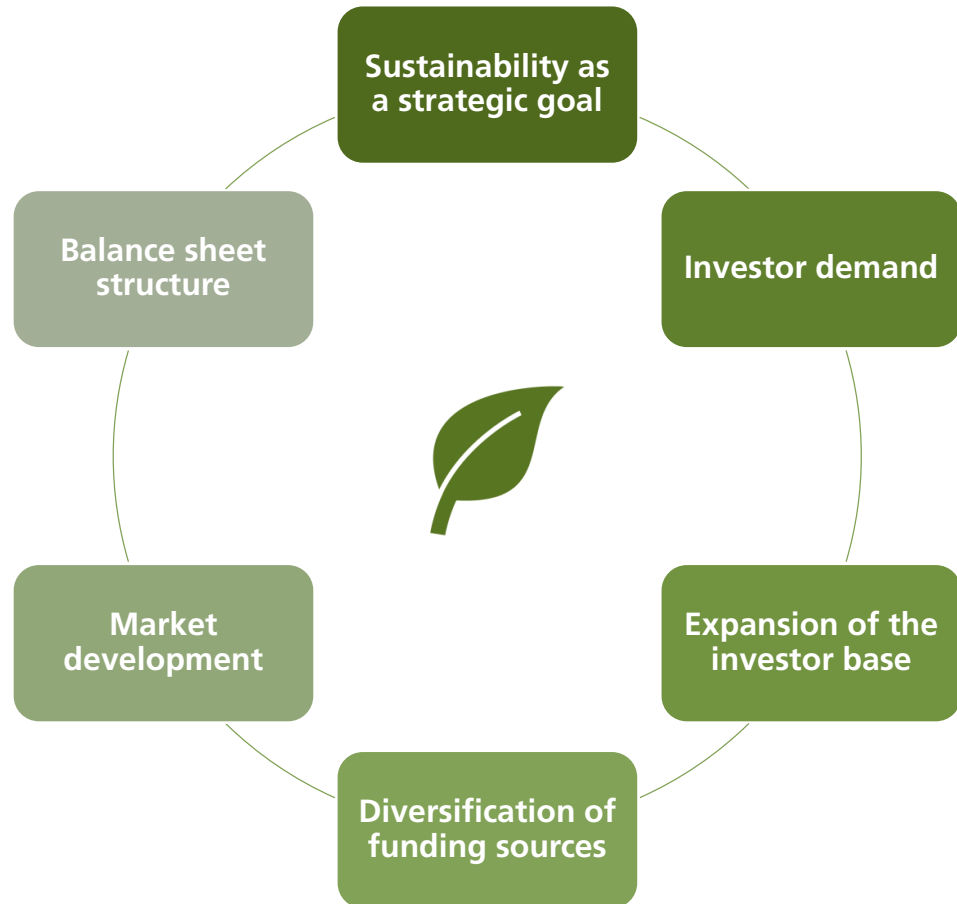 Sustainability as
a strategic goal
Investor demand
Expansion of the
investor base
Diversification of
funding sources
Market
development
Balance sheet
structure